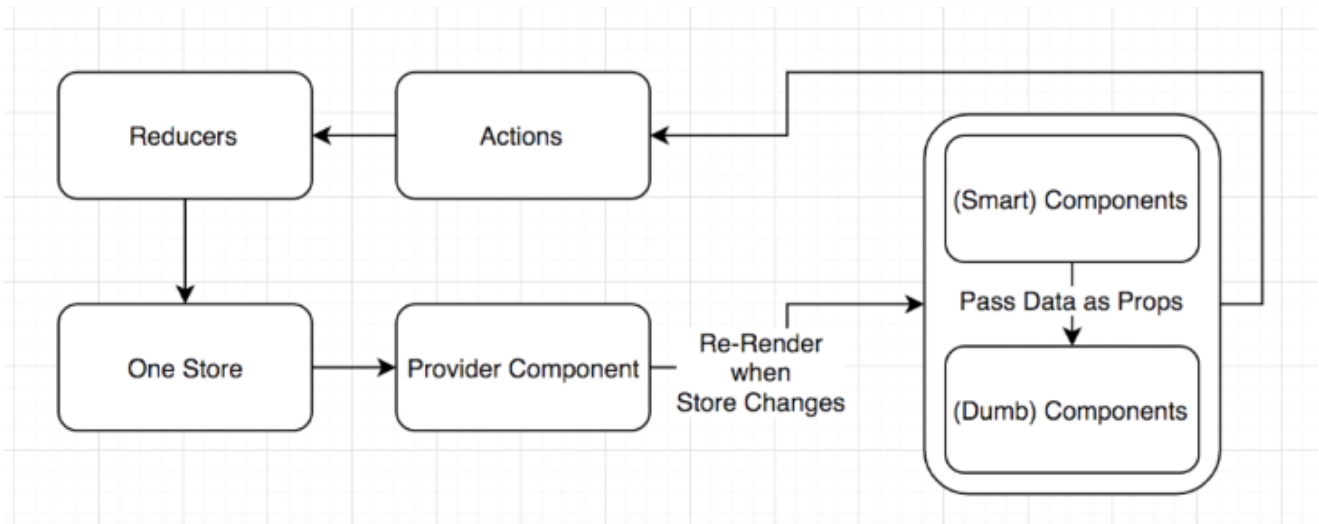 Reducers
Actions
(Smart) Components
Pass Data as Props
(Dumb) Components
One Store
Provider Component
Re-Render
when
Store Changes